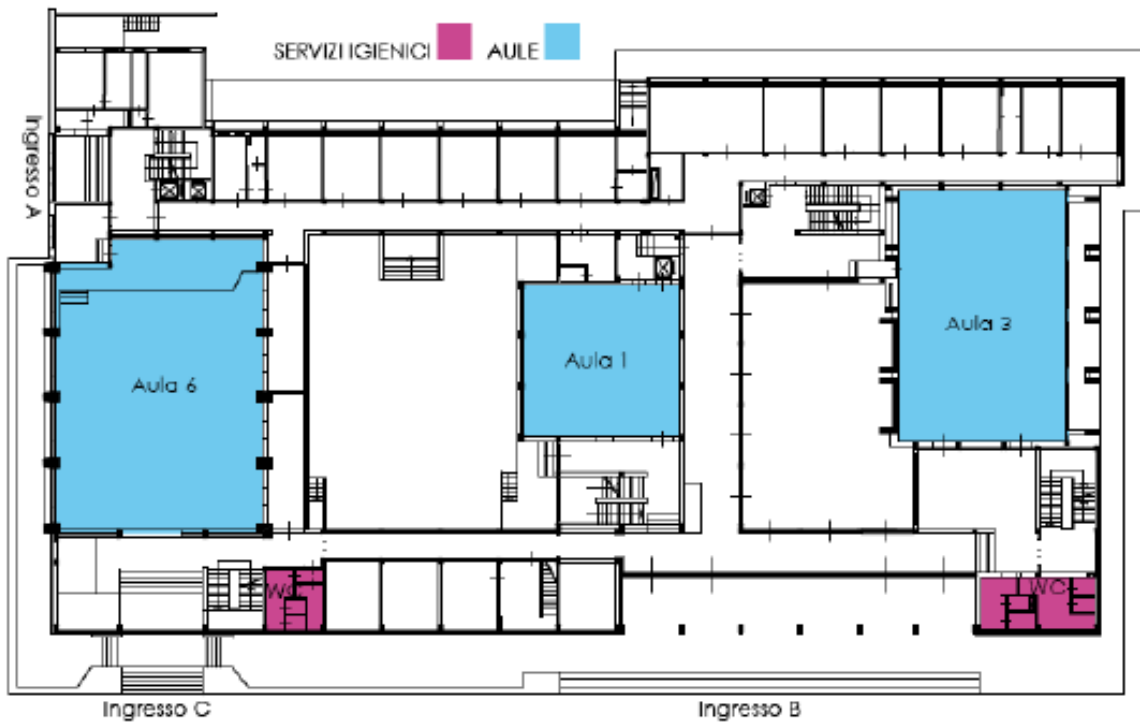 SERVIZI IGIENICI
AULE
Ingresso A
Aula 6
Aula 1
Aula 3
WC
WC
Ingresso C
Ingresso B